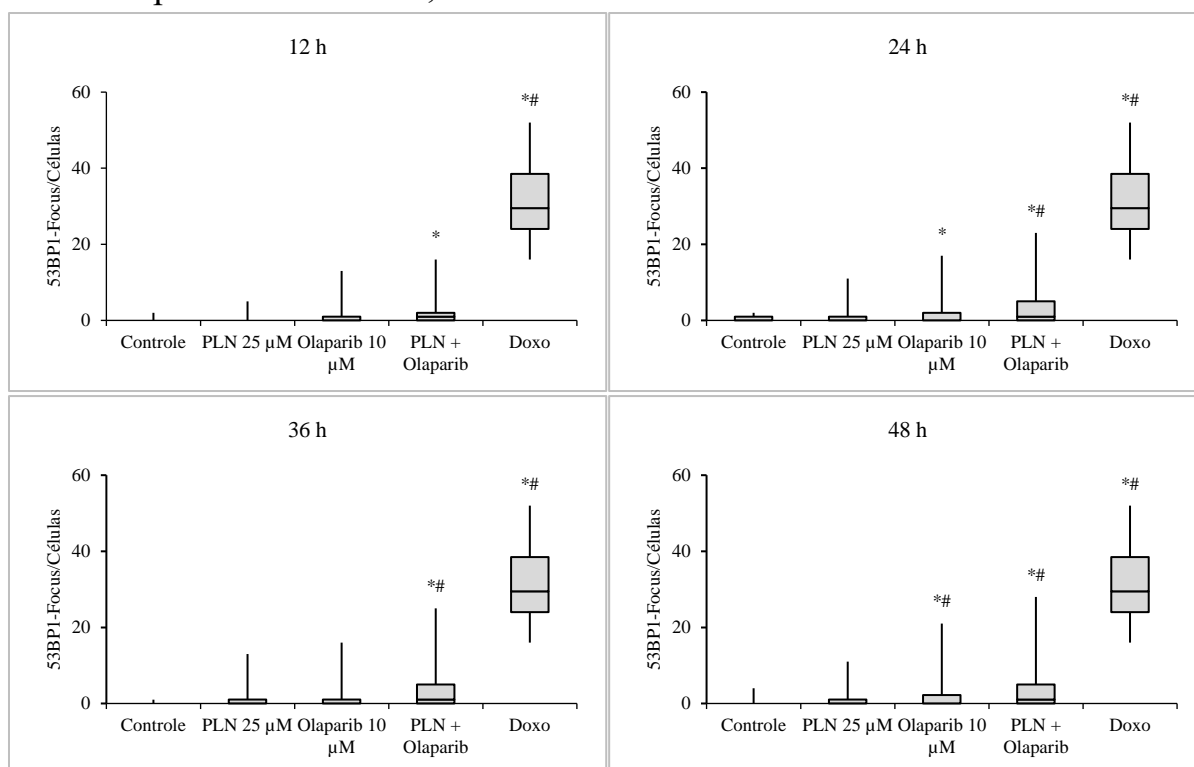 12 h
53BP1-Focus/Células
60
40
20
0
*
*#
Controle PLN 25 µM Olaparib 10 µM PLN + Olaparib Doxo
24 h
53BP1-Focus/Células
60
40
20
0
*
*#
*#
Controle PLN 25 µM Olaparib 10 µM PLN + Olaparib Doxo
36 h
53BP1-Focus/Células
60
40
20
0
*#
*#
Controle PLN 25 µM Olaparib 10 µM PLN + Olaparib Doxo
48 h
53BP1-Focus/Células
60
40
20
0
*#
*#
*#
Controle PLN 25 µM Olaparib 10 µM PLN + Olaparib Doxo